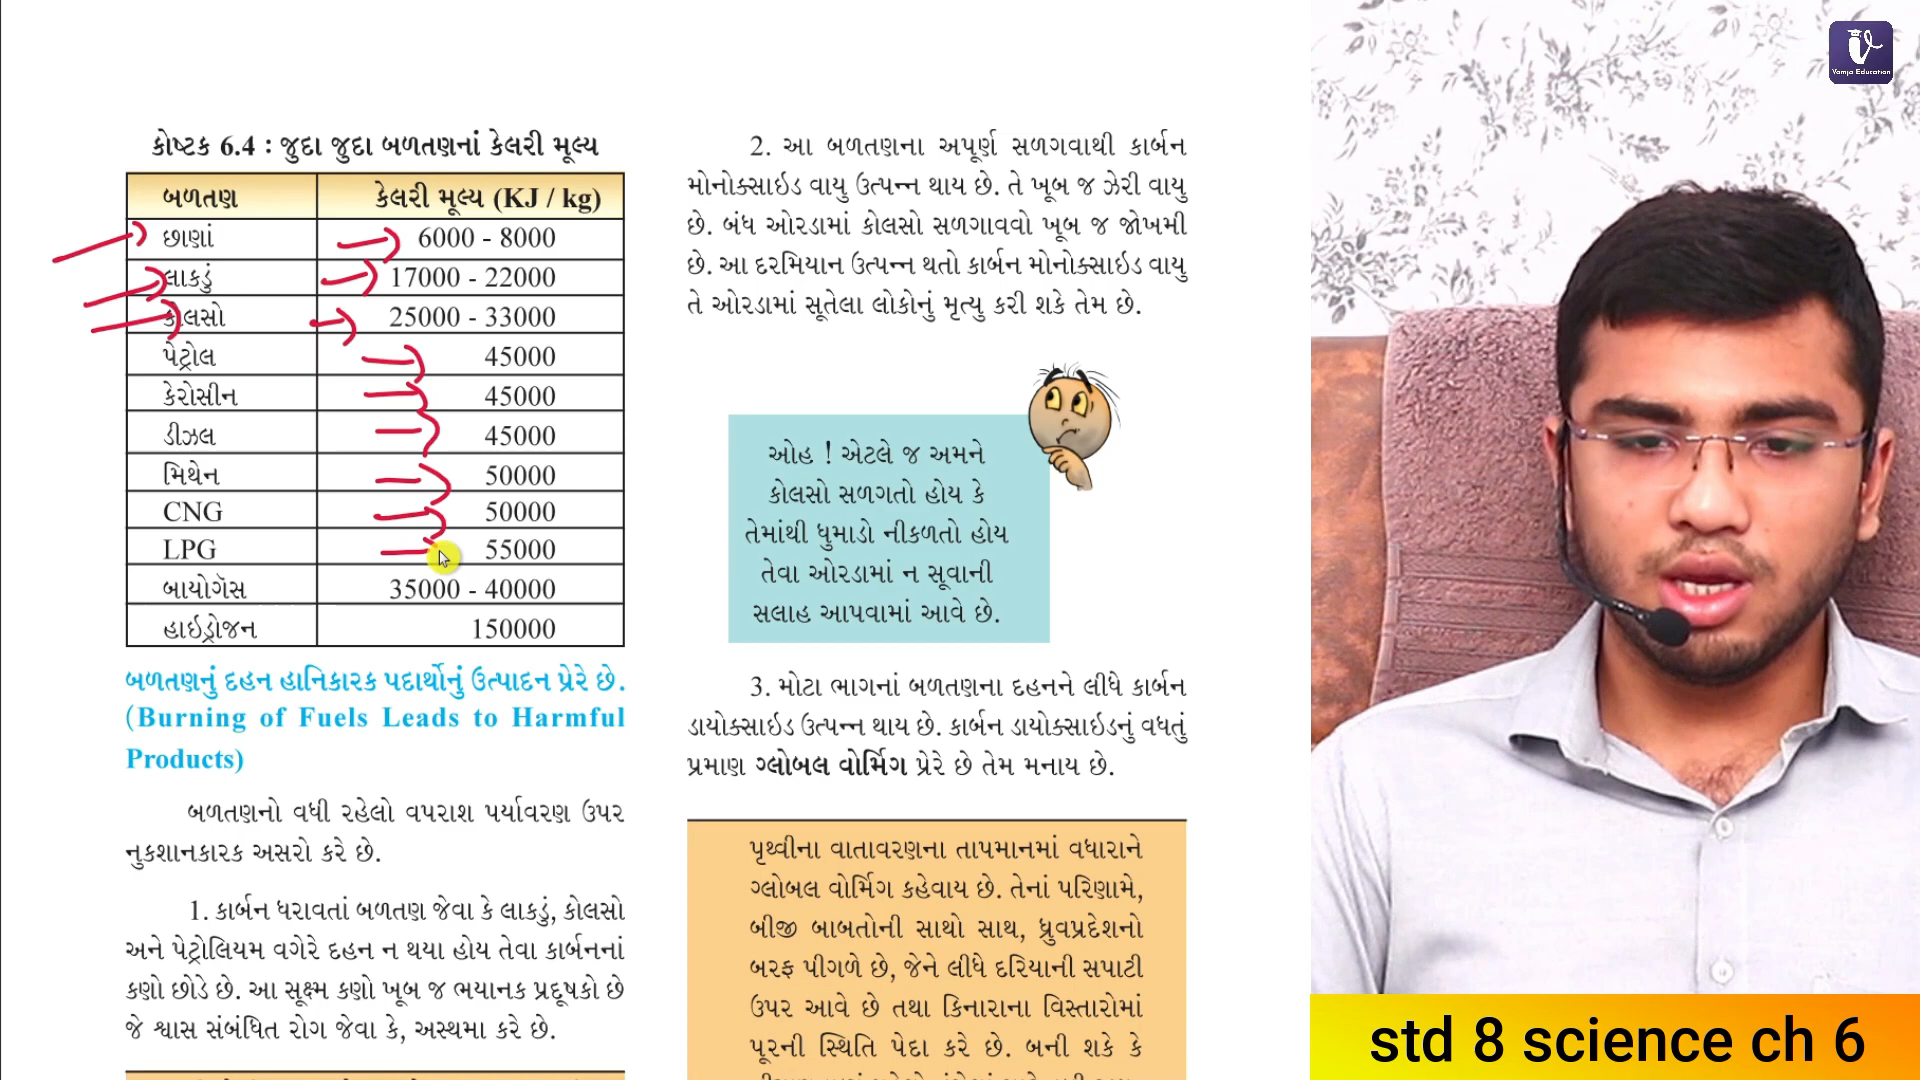 કોષ્ટક 6.4 : જુદા જુદા બળતણનાં કેલરી મૂલ્ય
બળતણ કેલરી મૂલ્ય (KJ / kg)
છાણાં 6000 - 8000
લાકડું 17000 - 22000
કોલસો 25000 - 33000
પેટ્રોલ 45000
કેરોસીન 45000
ડીઝલ 45000
મિથેન 50000
CNG 50000
LPG 55000
બાયોગૅસ 35000 - 40000
હાઇડ્રોજન 150000
બળતણનું દહન હાનિકારક પદાર્થોનું ઉત્પાદન પ્રેરે છે.
(Burning of Fuels Leads to Harmful
Products)
બળતણનો વધી રહેલો વપરાશ પર્યાવરણ ઉપર
નુકશાનકારક અસરો કરે છે.
1. કાર્બન ધરાવતાં બળતણ જેવા કે લાકડું, કોલસો
અને પેટ્રોલિયમ વગેરે દહન ન થયા હોય તેવા કાર્બનનાં
કણો છોડે છે. આ સૂક્ષ્મ કણો ખૂબ જ ભયાનક પ્રદૂષકો છે
જે શ્વાસ સંબંધિત રોગ જેવા કે, અસ્થમા કરે છે.
2. આ બળતણના અપૂર્ણ સળગવાથી કાર્બન
મોનોક્સાઇડ વાયુ ઉત્પન્ન થાય છે. તે ખૂબ જ ઝેરી વાયુ
છે. બંધ ઓરડામાં કોલસો સળગાવવો ખૂબ જ જોખમી
છે. આ દરમિયાન ઉત્પન્ન થતો કાર્બન મોનોક્સાઇડ વાયુ
તે ઓરડામાં સૂતેલા લોકોનું મૃત્યુ કરી શકે તેમ છે.
ઓહ ! એટલે જ અમને
કોલસો સળગતો હોય કે
તેમાંથી ધુમાડો નીકળતો હોય
તેવા ઓરડામાં ન સૂવાની
સલાહ આપવામાં આવે છે.
3. મોટા ભાગનાં બળતણના દહનને લીધે કાર્બન
ડાયોક્સાઇડ ઉત્પન્ન થાય છે. કાર્બન ડાયોક્સાઇડનું વધતું
પ્રમાણ ગ્લોબલ વોર્મિગ પ્રેરે છે તેમ મનાય છે.
પૃથ્વીના વાતાવરણના તાપમાનમાં વધારાને
ગ્લોબલ વોર્મિગ કહેવાય છે. તેનાં પરિણામે,
બીજી બાબતોની સાથો સાથ, ધ્રુવપ્રદેશનો
બરફ પીગળે છે, જેને લીધે દરિયાની સપાટી
ઉપર આવે છે તથા કિનારાના વિસ્તારોમાં
પૂરની સ્થિતિ પેદા કરે છે. બની શકે કે
Vamja Education
std 8 science ch 6